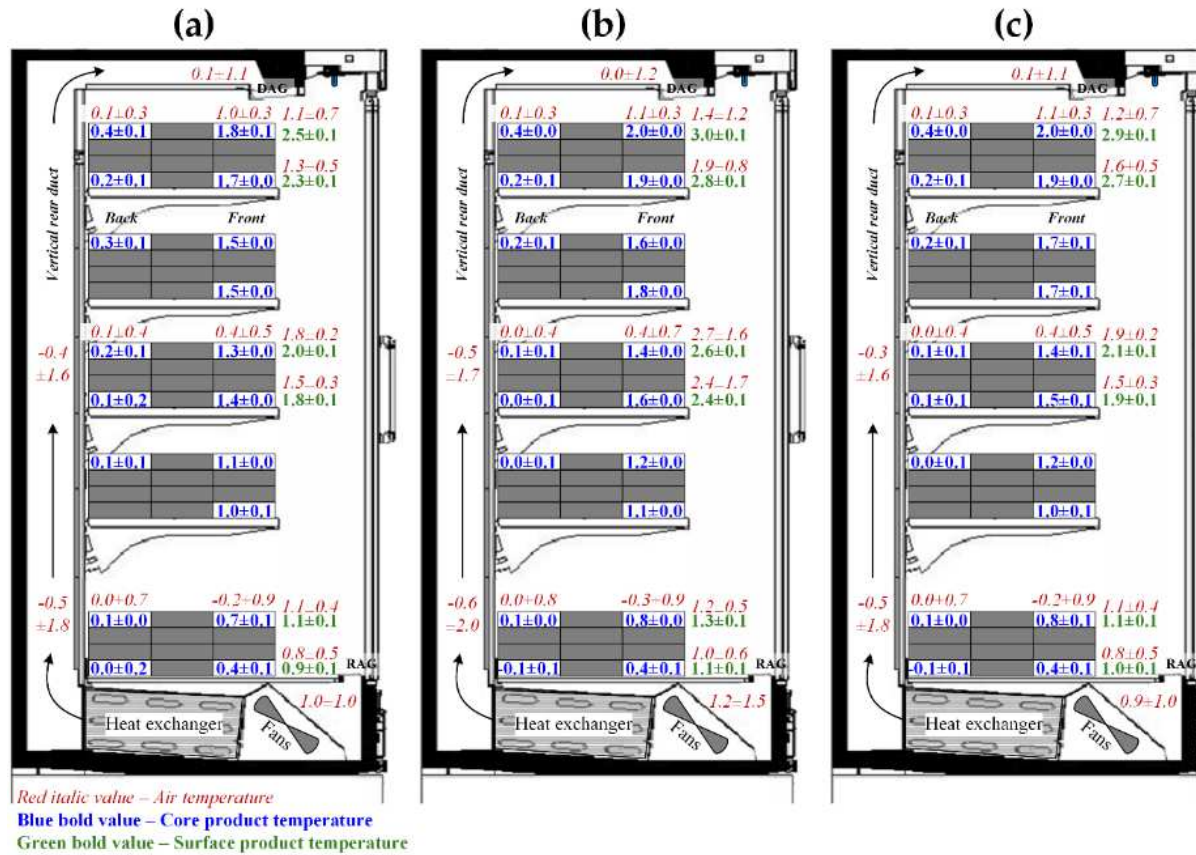 (a) (b) (c)
0.1±1.1 0.0±1.2 0.1±1.1
DAG DAG DAG
0.1±0.3 1.0±0.3 1.1±0.7 0.1±0.3 1.1±0.3 1.4±1.2 0.1±0.3 1.1±0.3 1.2±0.7
0.4±0.1 1.8±0.1 2.5±0.1 0.4±0.0 2.0±0.0 3.0±0.1 0.4±0.0 2.0±0.0 2.9±0.1
1.3±0.5 1.9±0.8 1.6±0.5
0.2±0.1 1.7±0.0 2.3±0.1 0.2±0.1 1.9±0.0 2.8±0.1 0.2±0.1 1.9±0.0 2.7±0.1
Vertical rear duct Vertical rear duct Vertical rear duct
Back Front Back Front Back Front
0.3±0.1 1.5±0.0 0.2±0.1 1.6±0.0 0.2±0.1 1.7±0.1
1.5±0.0 1.8±0.0 1.7±0.1
0.1±0.4 0.4±0.5 1.8±0.2 0.0±0.4 0.4±0.7 2.7±1.6 0.0±0.4 0.4±0.5 1.9±0.2
-0.4 0.2±0.1 1.3±0.0 2.0±0.1 -0.5 0.1±0.1 1.4±0.0 2.6±0.1 -0.3 0.1±0.1 1.4±0.1 2.1±0.1
±1.6 1.5±0.3 ±1.7 2.4±1.7 ±1.6 1.5±0.3
0.1±0.2 1.4±0.0 1.8±0.1 0.0±0.1 1.6±0.0 2.4±0.1 0.1±0.1 1.5±0.1 1.9±0.1
0.1±0.1 1.1±0.0 0.0±0.1 1.2±0.0 0.0±0.1 1.2±0.0
1.0±0.1 1.1±0.0 1.0±0.1
-0.5 0.0±0.7 -0.2±0.9 1.1±0.4 -0.6 0.0±0.8 -0.3±0.9 1.2±0.5 -0.5 0.0±0.7 -0.2±0.9 1.1±0.4
±1.8 0.1±0.0 0.7±0.1 1.1±0.1 ±2.0 0.1±0.0 0.8±0.0 1.3±0.1 ±1.8 0.1±0.0 0.8±0.1 1.1±0.1
0.8±0.5 1.0±0.6 0.8±0.5
0.0±0.2 0.4±0.1 0.9±0.1 RAG -0.1±0.1 0.4±0.1 1.1±0.1 RAG -0.1±0.1 0.4±0.1 1.0±0.1 RAG
1.0±1.0 1.2±1.5 0.9±1.0
Heat exchanger Fans Heat exchanger Fans Heat exchanger Fans
Red italic value – Air temperature
Blue bold value – Core product temperature
Green bold value – Surface product temperature